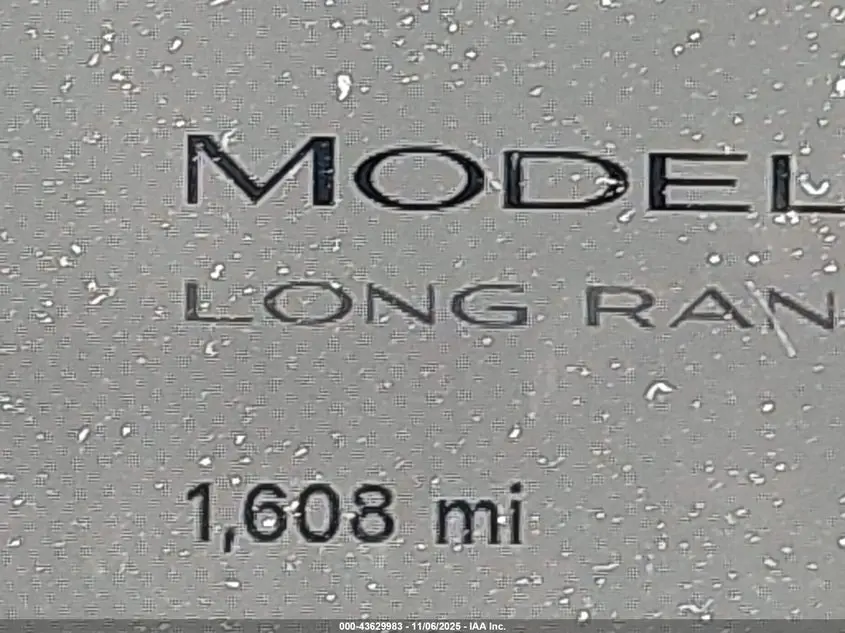 MODEL
LONG RAN
1,608 mi
000-43629983 - 11/06/2025 - IAA Inc.